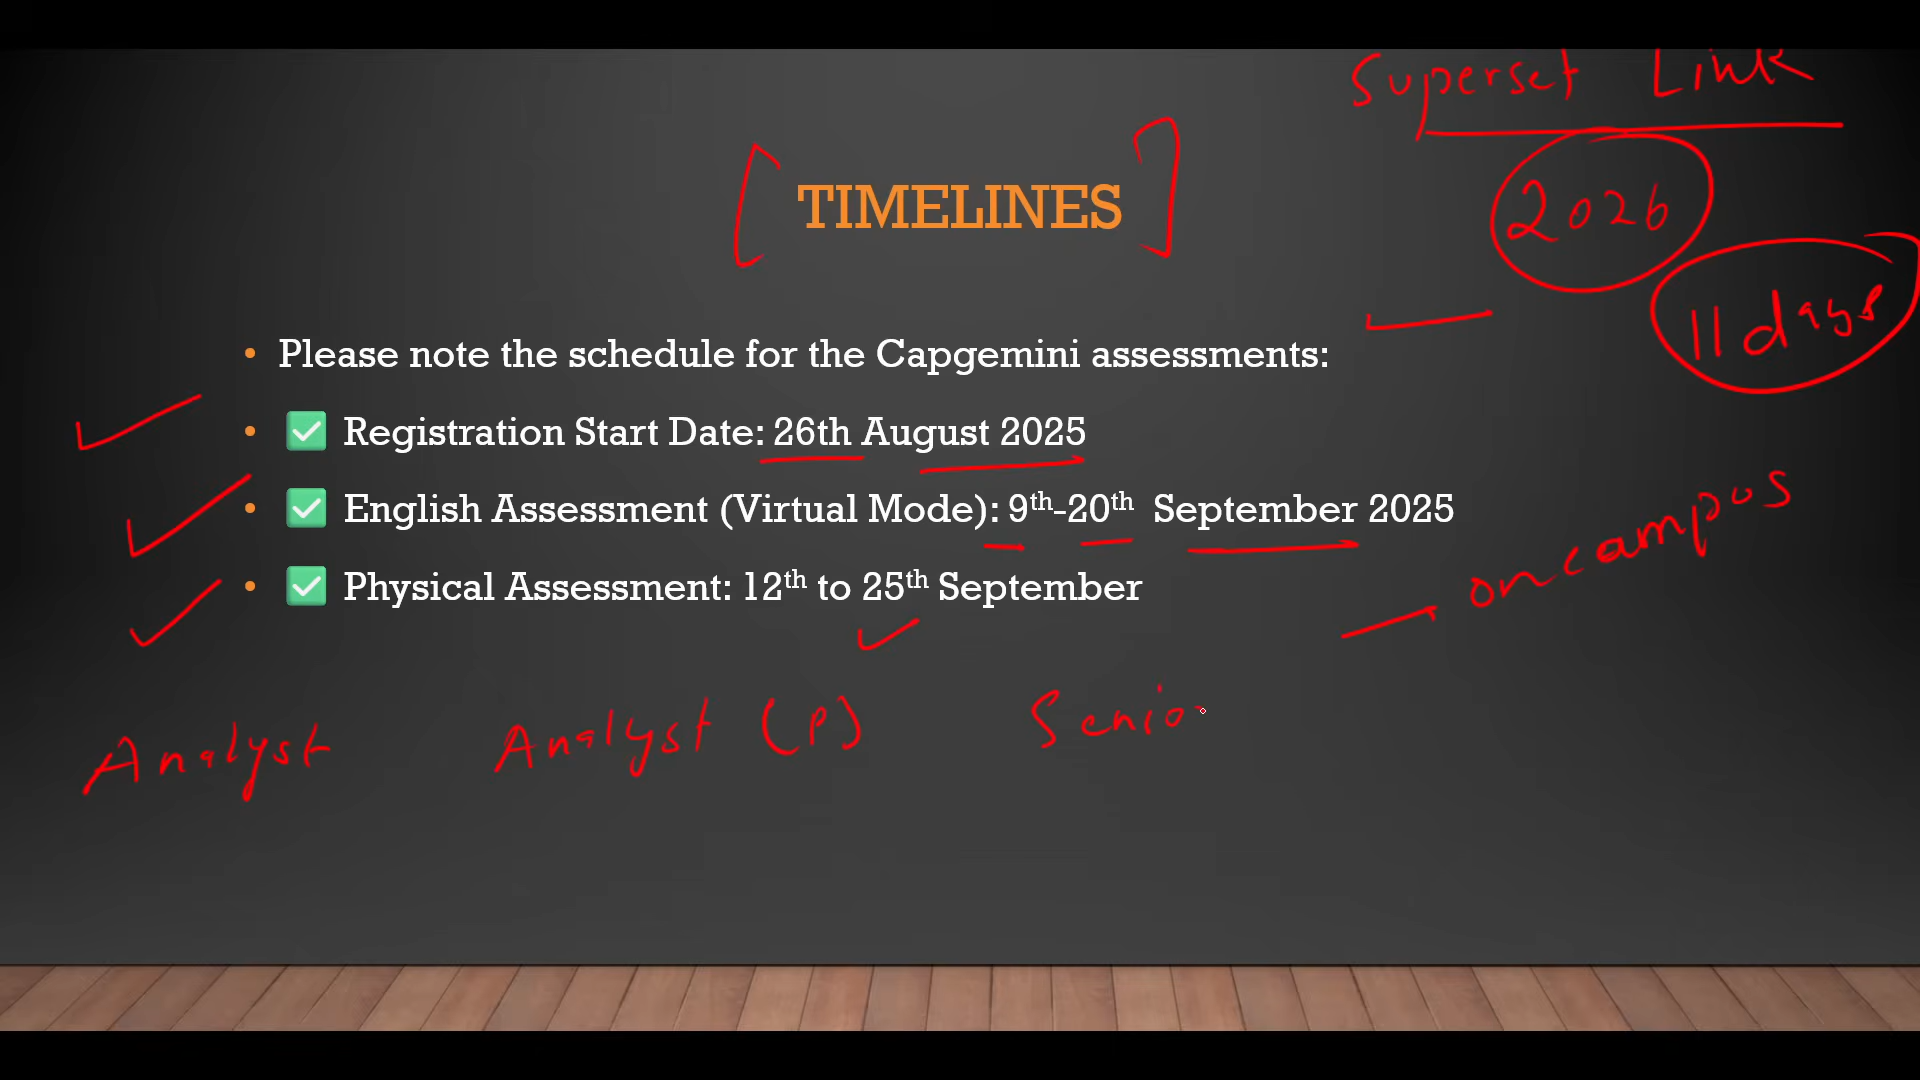 Superset Link
TIMELINES
2026
11 days
Please note the schedule for the Capgemini assessments:
Registration Start Date: 26th August 2025
English Assessment (Virtual Mode): 9th-20th September 2025
Physical Assessment: 12th to 25th September
oncampus
Analyst Analyst (P) Senio